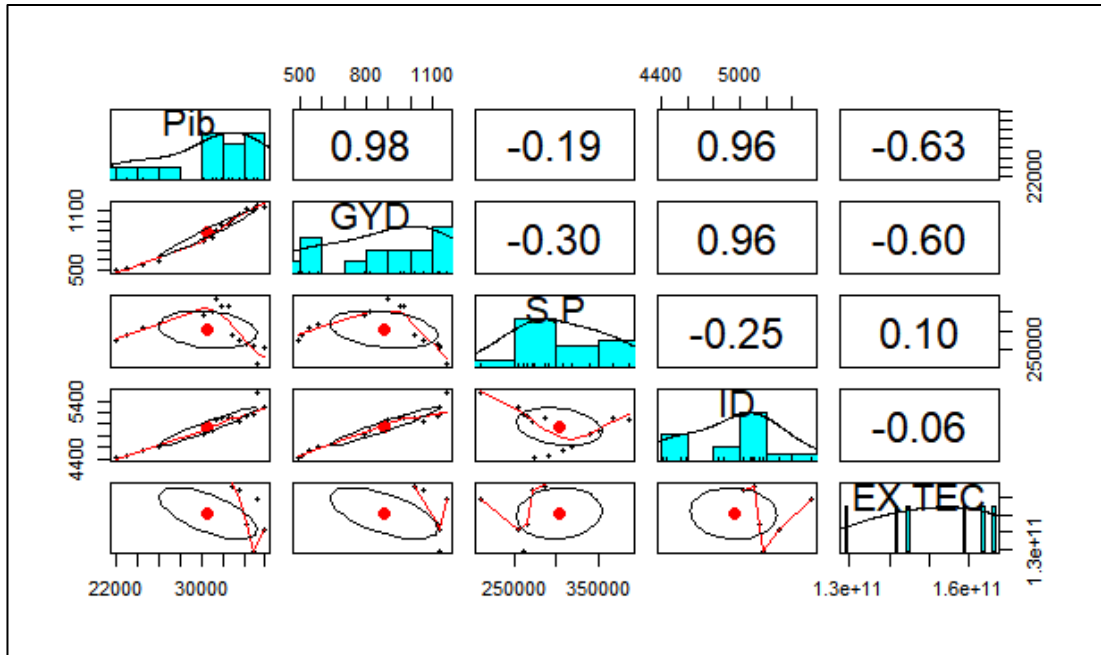 500 800 1100 4400 5000
Pib 0.98 -0.19 0.96 -0.63 22000
1100 500 GYD -0.30 0.96 -0.60
S.P -0.25 0.10 250000
5400 4400 ID -0.06
EX.TEC 1.3e+11
22000 30000 250000 350000 1.3e+11 1.6e+11